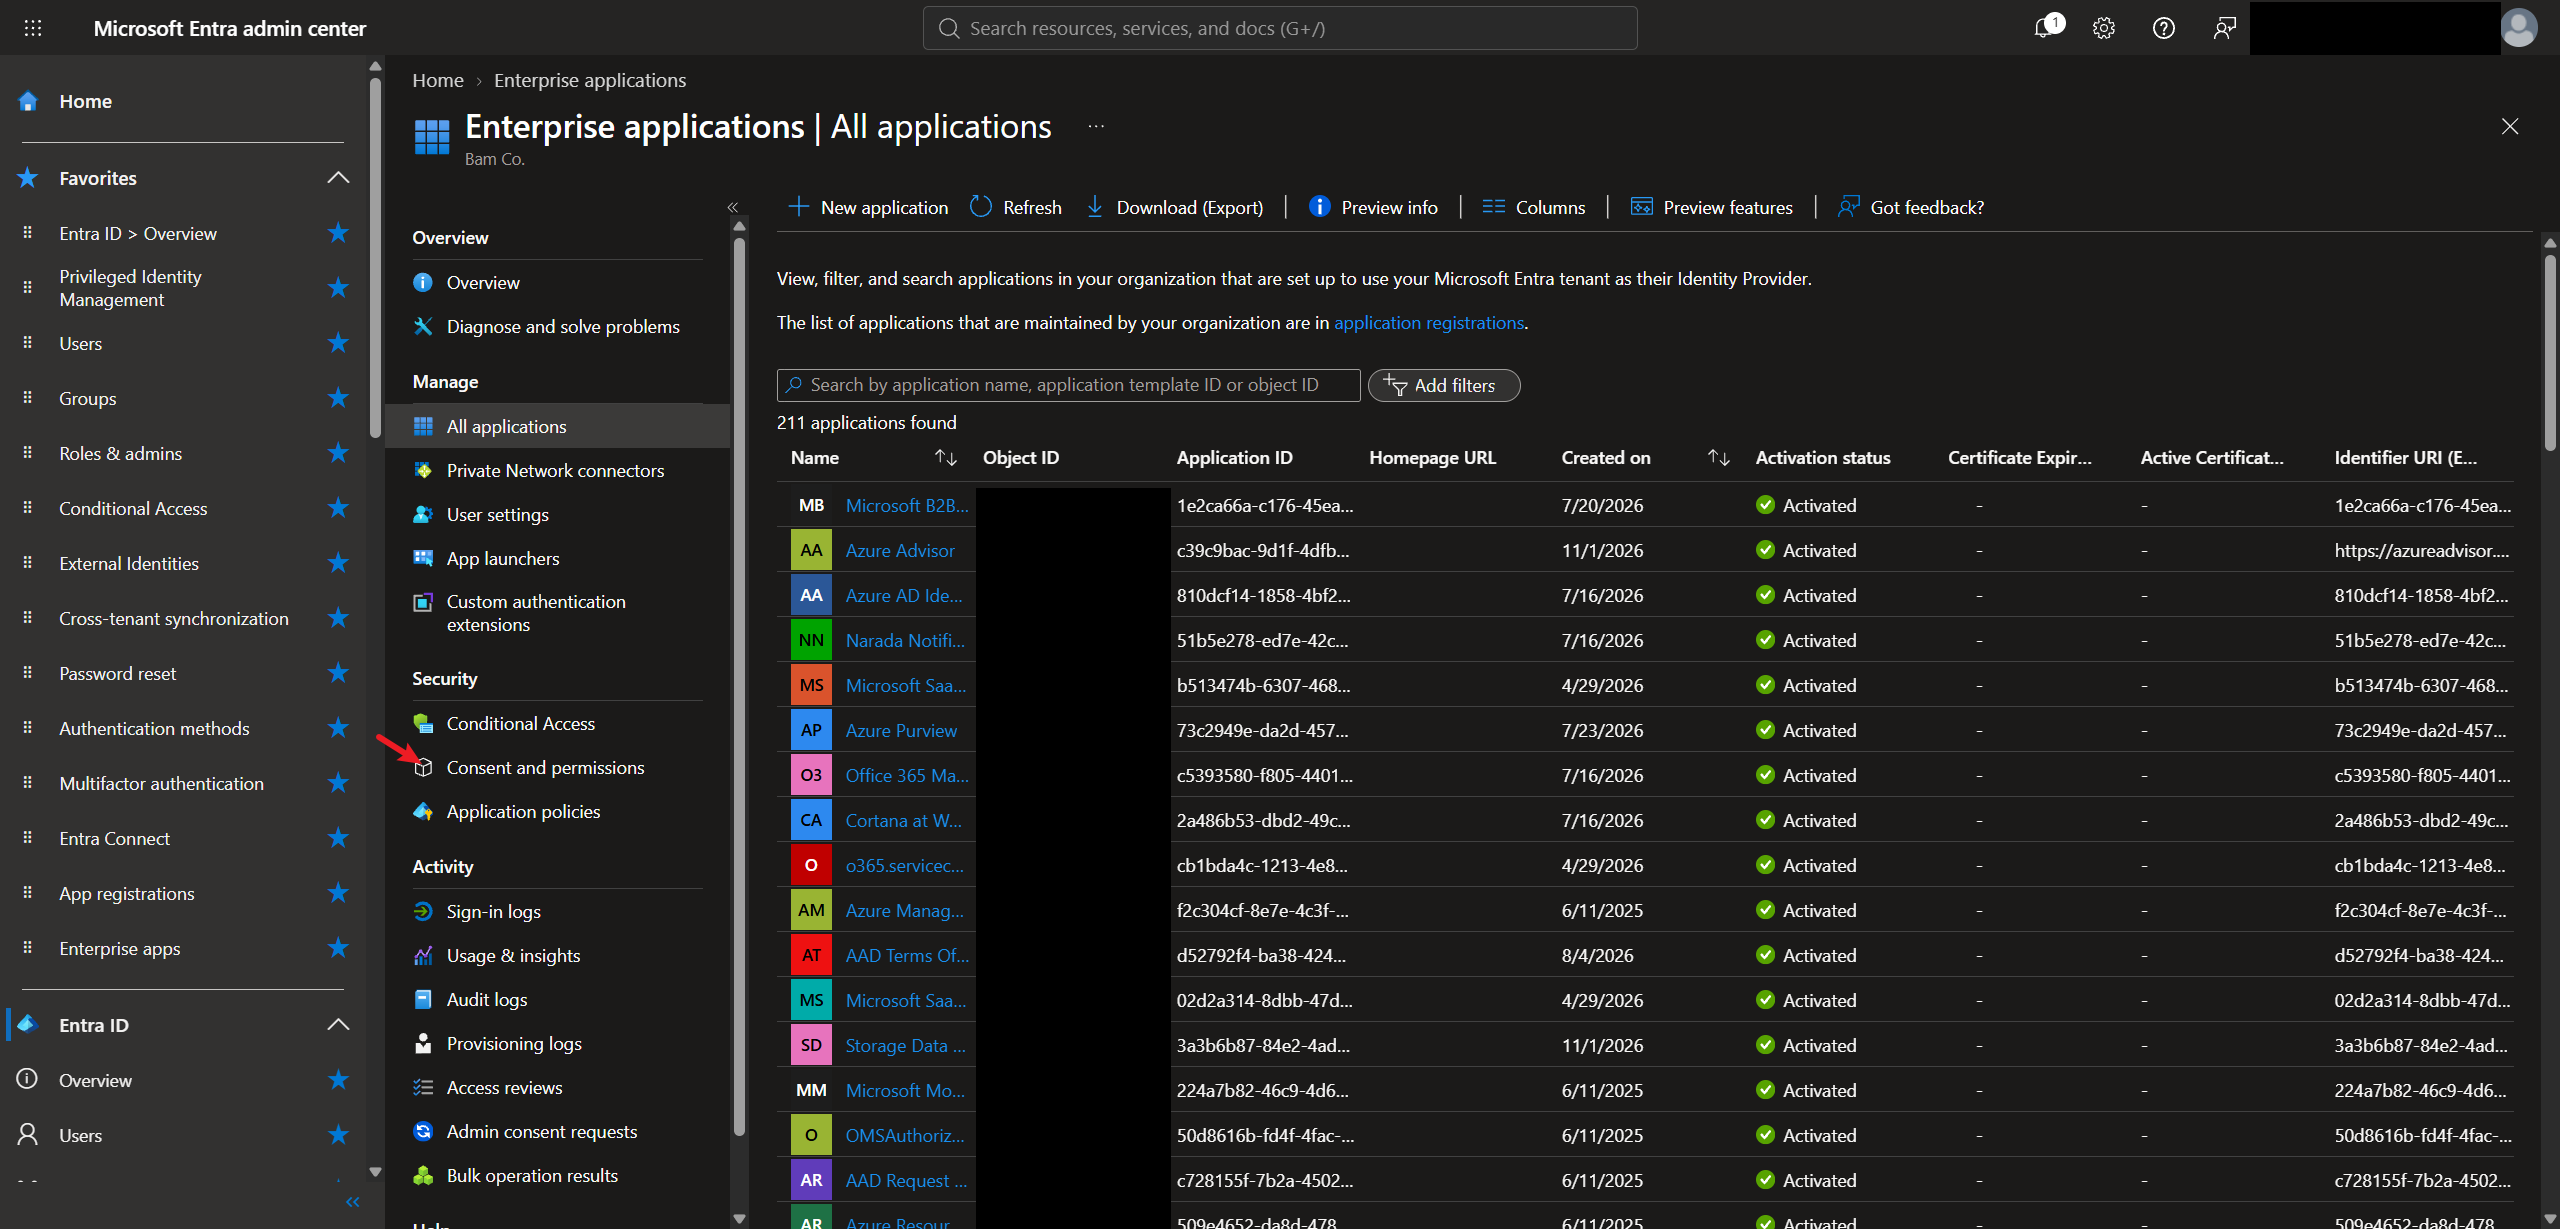 Microsoft Entra admin center
Search resources, services, and docs (G+/)
1
Home
Favorites
Entra ID > Overview
Privileged Identity
Management
Users
Groups
Roles & admins
Conditional Access
External Identities
Cross-tenant synchronization
Password reset
Authentication methods
Multifactor authentication
Entra Connect
App registrations
Enterprise apps
Entra ID
Overview
Users
Home > Enterprise applications
Enterprise applications | All applications ...
Bam Co.
Overview
Overview
Diagnose and solve problems
Manage
All applications
Private Network connectors
User settings
App launchers
Custom authentication
extensions
Security
Conditional Access
Consent and permissions
Application policies
Activity
Sign-in logs
Usage & insights
Audit logs
Provisioning logs
Access reviews
Admin consent requests
Bulk operation results
Help
New application Refresh Download (Export) Preview info Columns Preview features Got feedback?
View, filter, and search applications in your organization that are set up to use your Microsoft Entra tenant as their Identity Provider.
The list of applications that are maintained by your organization are in application registrations.
Search by application name, application template ID or object ID Add filters
211 applications found
Name Object ID Application ID Homepage URL Created on Activation status Certificate Expir... Active Certificat... Identifier URI (E...
MB Microsoft B2B... 1e2ca66a-c176-45ea... 7/20/2026 Activated - - 1e2ca66a-c176-45ea...
AA Azure Advisor c39c9bac-9d1f-4dfb... 11/1/2026 Activated - - https://azureadvisor....
AA Azure AD Ide... 810dcf14-1858-4bf2... 7/16/2026 Activated - - 810dcf14-1858-4bf2...
NN Narada Notifi... 51b5e278-ed7e-42c... 7/16/2026 Activated - - 51b5e278-ed7e-42c...
MS Microsoft Saa... b513474b-6307-468... 4/29/2026 Activated - - b513474b-6307-468...
AP Azure Purview 73c2949e-da2d-457... 7/23/2026 Activated - - 73c2949e-da2d-457...
O3 Office 365 Ma... c5393580-f805-4401... 7/16/2026 Activated - - c5393580-f805-4401...
CA Cortana at W... 2a486b53-dbd2-49c... 7/16/2026 Activated - - 2a486b53-dbd2-49c...
O o365.servicec... cb1bda4c-1213-4e8... 4/29/2026 Activated - - cb1bda4c-1213-4e8...
AM Azure Manag... f2c304cf-8e7e-4c3f-... 6/11/2025 Activated - - f2c304cf-8e7e-4c3f-...
AT AAD Terms Of... d52792f4-ba38-424... 8/4/2026 Activated - - d52792f4-ba38-424...
MS Microsoft Saa... 02d2a314-8dbb-47d... 4/29/2026 Activated - - 02d2a314-8dbb-47d...
SD Storage Data ... 3a3b6b87-84e2-4ad... 11/1/2026 Activated - - 3a3b6b87-84e2-4ad...
MM Microsoft Mo... 224a7b82-46c9-4d6... 6/11/2025 Activated - - 224a7b82-46c9-4d6...
O OMSAuthoriz... 50d8616b-fd4f-4fac-... 6/11/2025 Activated - - 50d8616b-fd4f-4fac-...
AR AAD Request ... c728155f-7b2a-4502... 6/11/2025 Activated - - c728155f-7b2a-4502...
AR Azure Resour... 509e4652-da8d-478... 6/11/2025 Activated - - 509e4652-da8d-478...